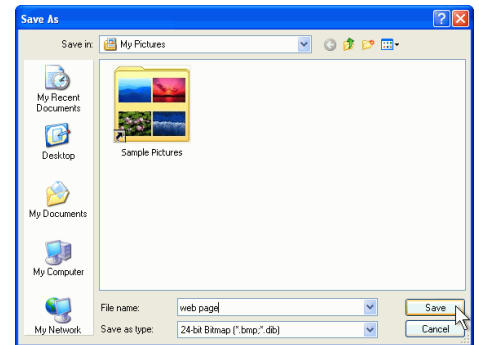 Save As
Save in:
My Pictures
My Recent
Documents
Desktop
My Documents
My Computer
My Network
Sample Pictures
File name:
web page
Save
Save as type:
24-bit Bitmap (*.bmp;*.dib)
Cancel